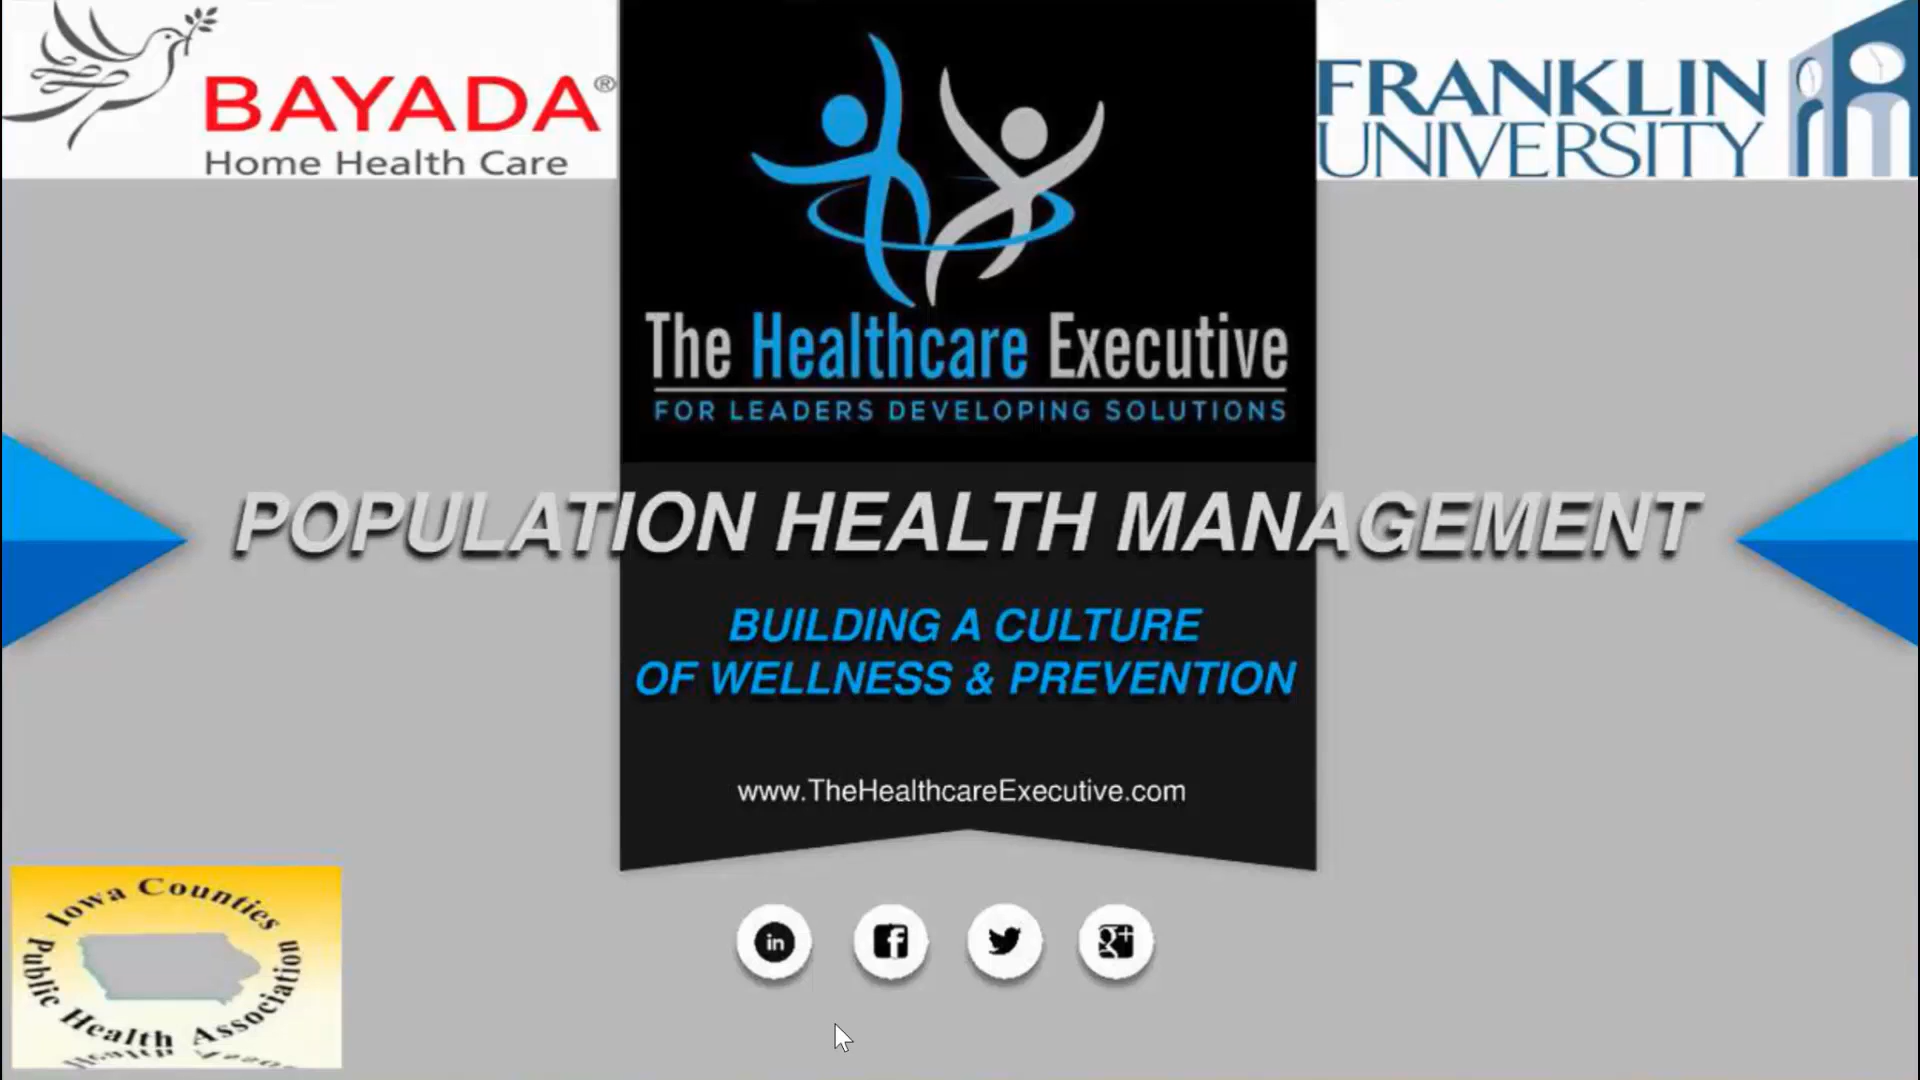 BAYADA®
Home Health Care
FRANKLIN
UNIVERSITY
The Healthcare Executive
FOR LEADERS DEVELOPING SOLUTIONS
POPULATION HEALTH MANAGEMENT
BUILDING A CULTURE
OF WELLNESS & PREVENTION
www.TheHealthcareExecutive.com
Iowa Counties
Public Health Association
in
f
g+